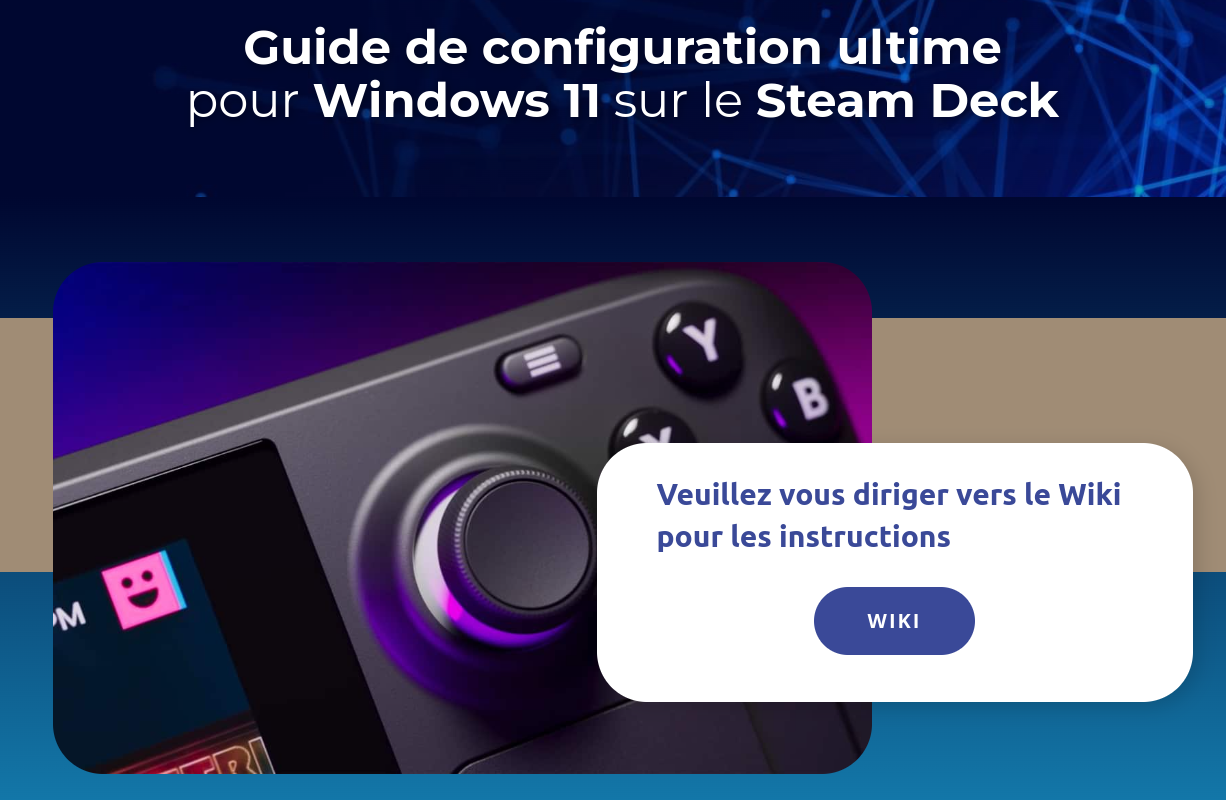 Guide de configuration ultime
pour Windows 11 sur le Steam Deck
Y
B
Veuillez vous diriger vers le Wiki
pour les instructions
WIKI